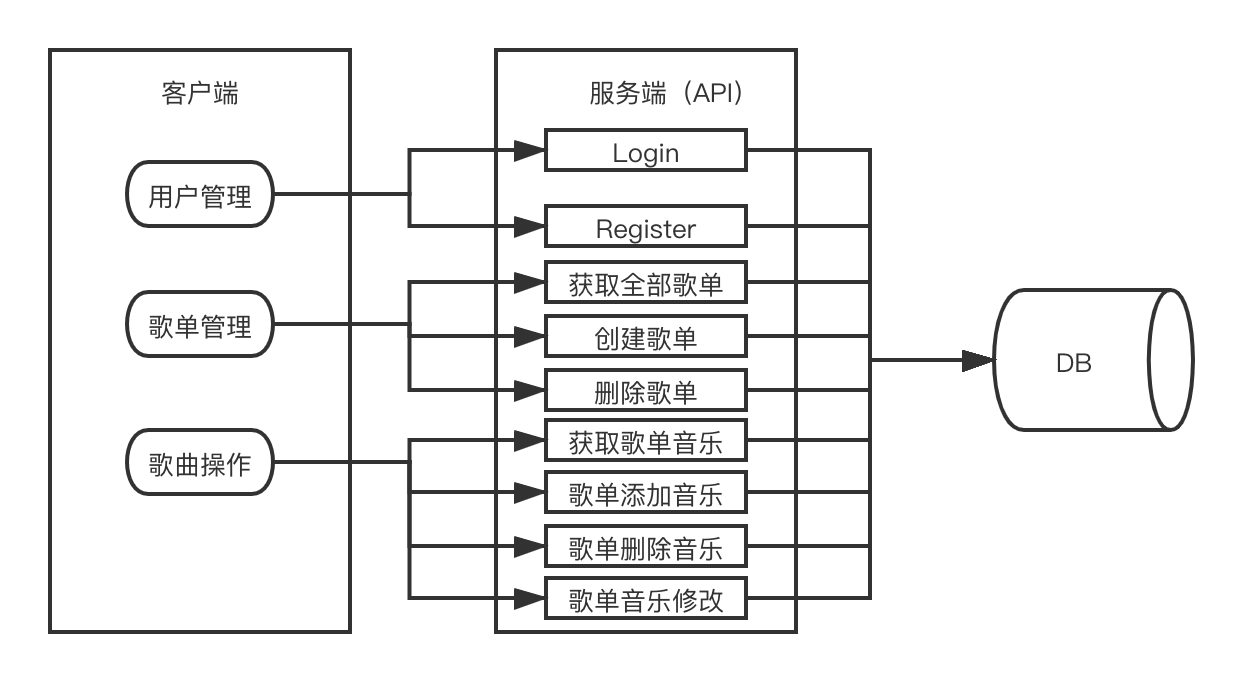 客户端
用户管理
歌单管理
歌曲操作
服务端（API）
Login
Register
获取全部歌单
创建歌单
删除歌单
获取歌单音乐
歌单添加音乐
歌单删除音乐
歌单音乐修改
DB